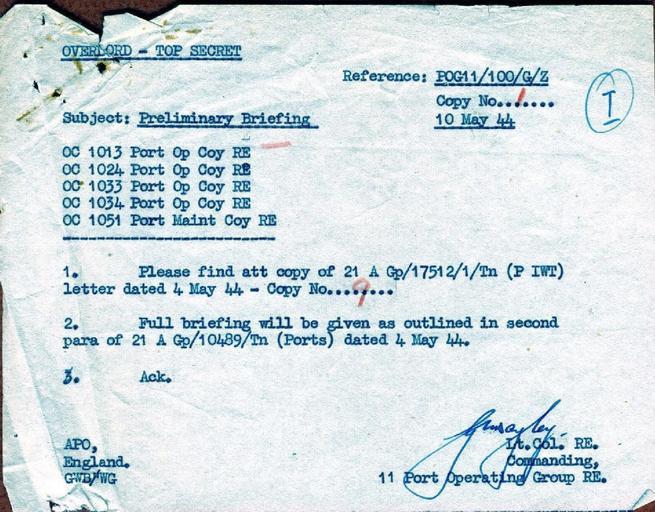 OVERLORD - TOP SECRET
Reference: POG11/100/G/Z
Copy No...1.....
10 May 44
I
Subject: Preliminary Briefing
OC 1013 Port Op Coy RE
OC 1024 Port Op Coy RE
OC 1033 Port Op Coy RE
OC 1034 Port Op Coy RE
OC 1051 Port Maint Coy RE
1. Please find att copy of 21 A Gp/17512/1/Tn (P IWT)
letter dated 4 May 44 - Copy No....9....
2. Full briefing will be given as outlined in second
para of 21 A Gp/10489/Tn (Ports) dated 4 May 44.
3. Ack.
APO,
England.
GWB/WG
Lt.Col. RE.
Commanding,
11 Port Operating Group RE.